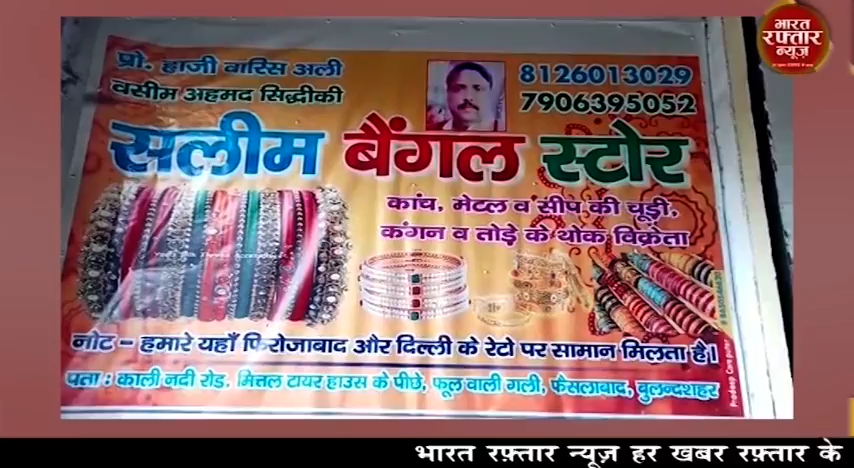 भारत
रफ़्तार
न्यूज़
प्रो. हाजी वारिस अली
वसीम अहमद सिद्धीकी
8126013029
7906395052
सलीम बैंगल स्टोर
कांच, मेटल व सीप की चूड़ी,
कंगन व तोड़े के थोक विक्रेता
नोट – हमारे यहाँ फिरोजाबाद और दिल्ली के रेटो पर सामान मिलता है।
पता : काली नदी रोड, मित्तल टायर हाउस के पीछे, फूल वाली गली, फैसलाबाद, बुलन्दशहर
भारत रफ़्तार न्यूज़ हर खबर रफ़्तार के